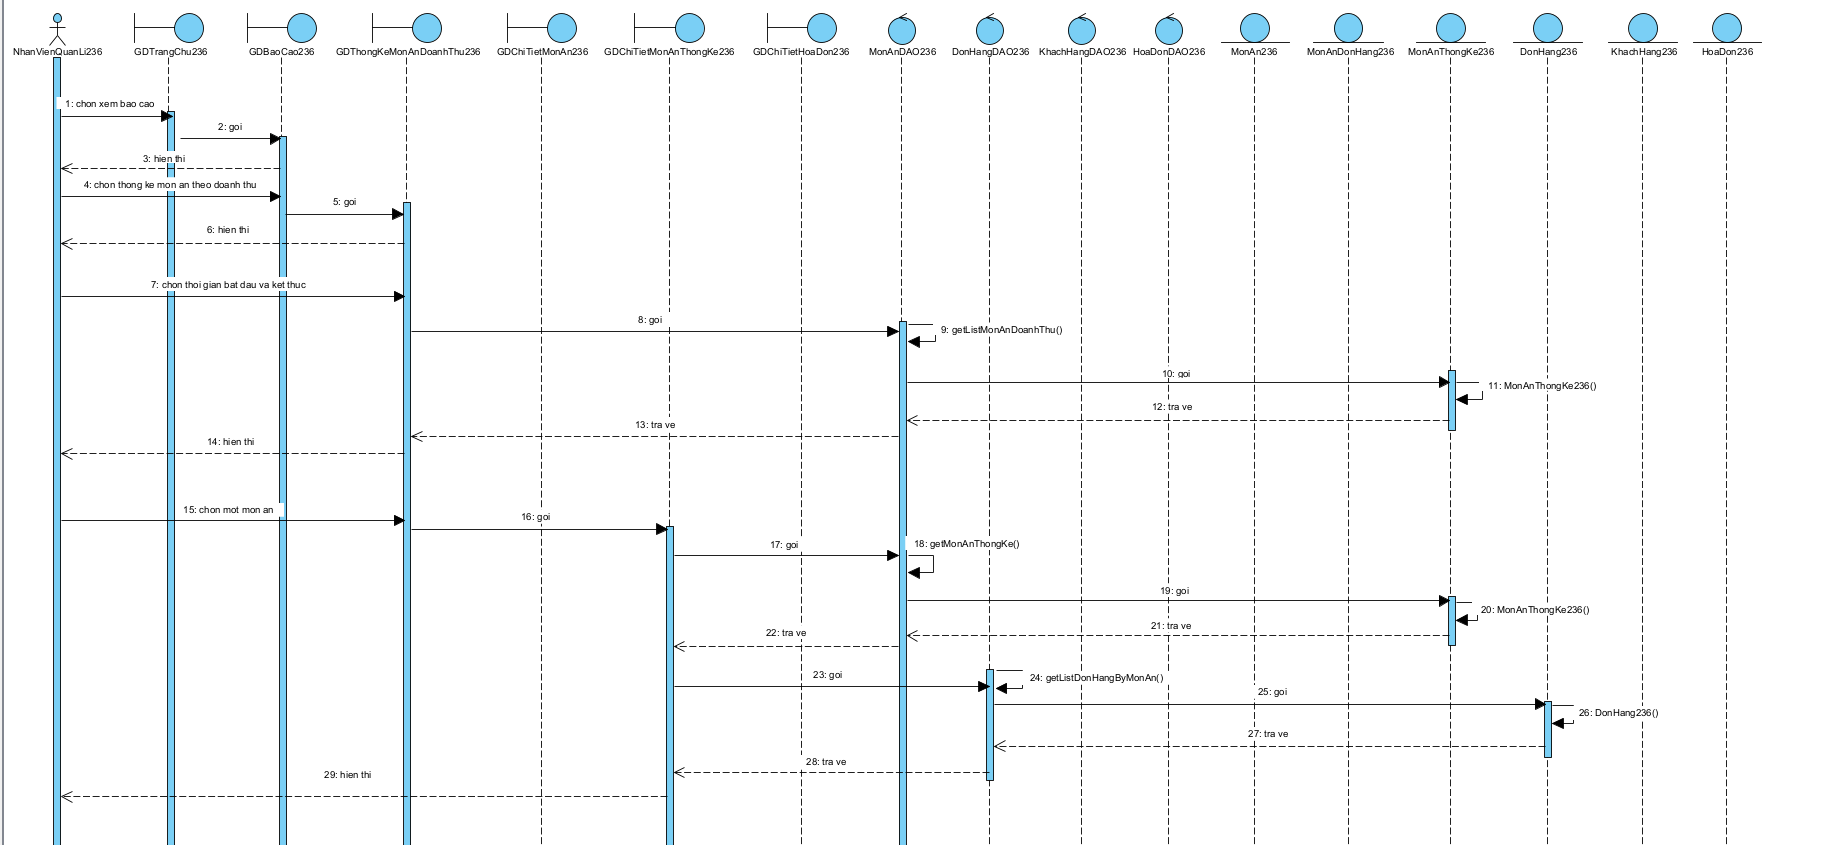 NhanVienQuanLi236
GDTrangChu236
GDBaoCao236
GDThongKeMonAnDoanhThu236
GDChiTietMonAn236
GDChiTietMonAnThongKe236
GDChiTietHoaDon236
MonAnDAO236
DonHangDAO236
KhachHangDAO236
HoaDonDAO236
MonAn236
MonAnDonHang236
MonAnThongKe236
DonHang236
KhachHang236
HoaDon236
1: chon xem bao cao
2: goi
3: hien thi
4: chon thong ke mon an theo doanh thu
5: goi
6: hien thi
7: chon thoi gian bat dau va ket thuc
8: goi
9: getListMonAnDoanhThu()
10: goi
11: MonAnThongKe236()
12: tra ve
13: tra ve
14: hien thi
15: chon mot mon an
16: goi
17: goi
18: getMonAnThongKe()
19: goi
20: MonAnThongKe236()
21: tra ve
22: tra ve
23: goi
24: getListDonHangByMonAn()
25: goi
26: DonHang236()
27: tra ve
28: tra ve
29: hien thi